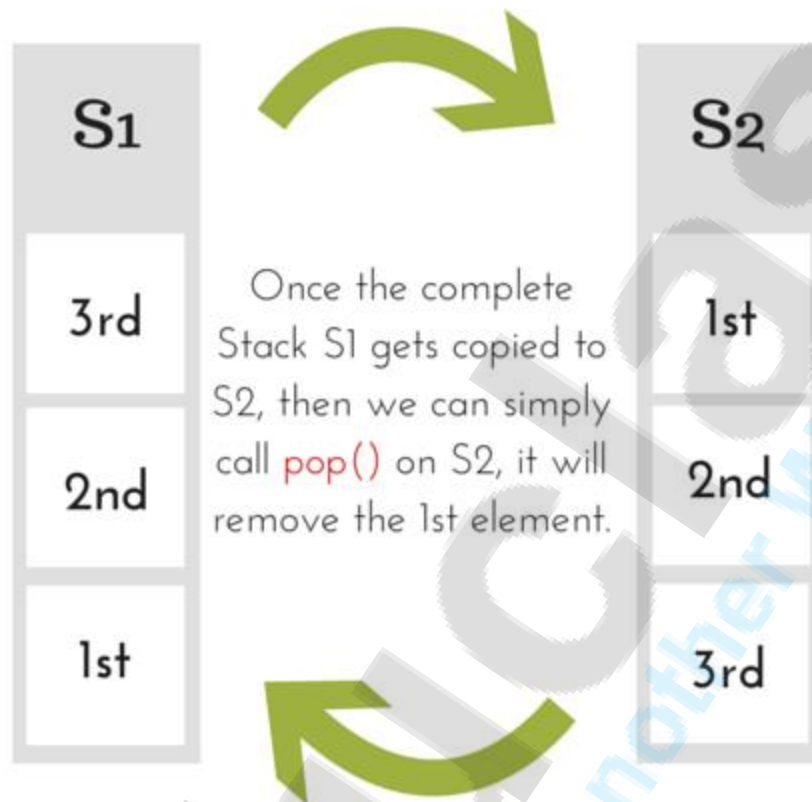 S1
S2
3rd
2nd
1st
Once the complete
Stack S1 gets copied to
S2, then we can simply
call pop() on S2, it will
remove the 1st element.
1st
2nd
3rd